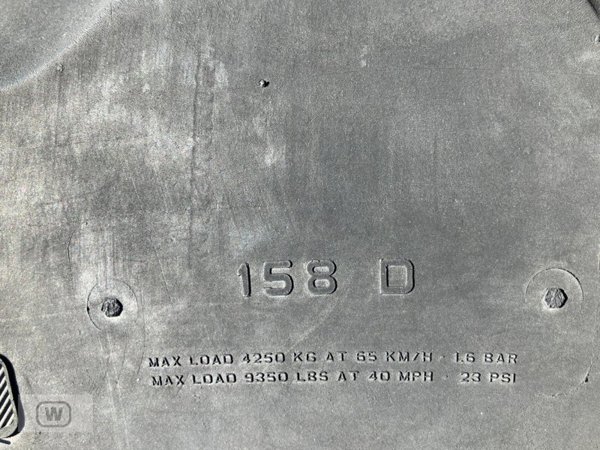 158 D
MAX LOAD 4250 KG AT 65 KM/H - 1.6 BAR
MAX LOAD 9350 LBS AT 40 MPH - 23 PSI
W